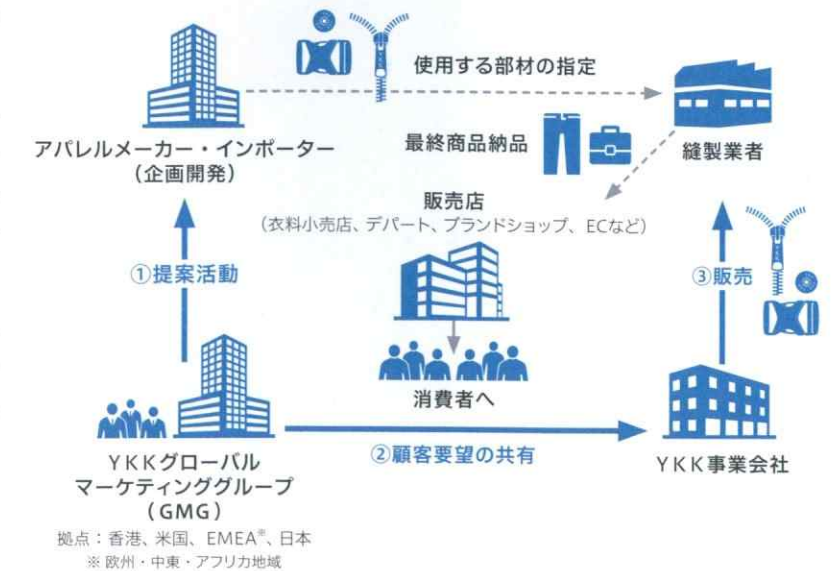 使用する部材の指定
アパレルメーカー・インポーター
(企画開発)
最終商品納品
縫製業者
販売店
(衣料小売店、デパート、ブランドショップ、ECなど)
①提案活動
③販売
消費者へ
②顧客要望の共有
YKKグローバル
マーケティンググループ
(GMG)
拠点：香港、米国、EMEA※、日本
※ 欧州・中東・アフリカ地域
YKK事業会社